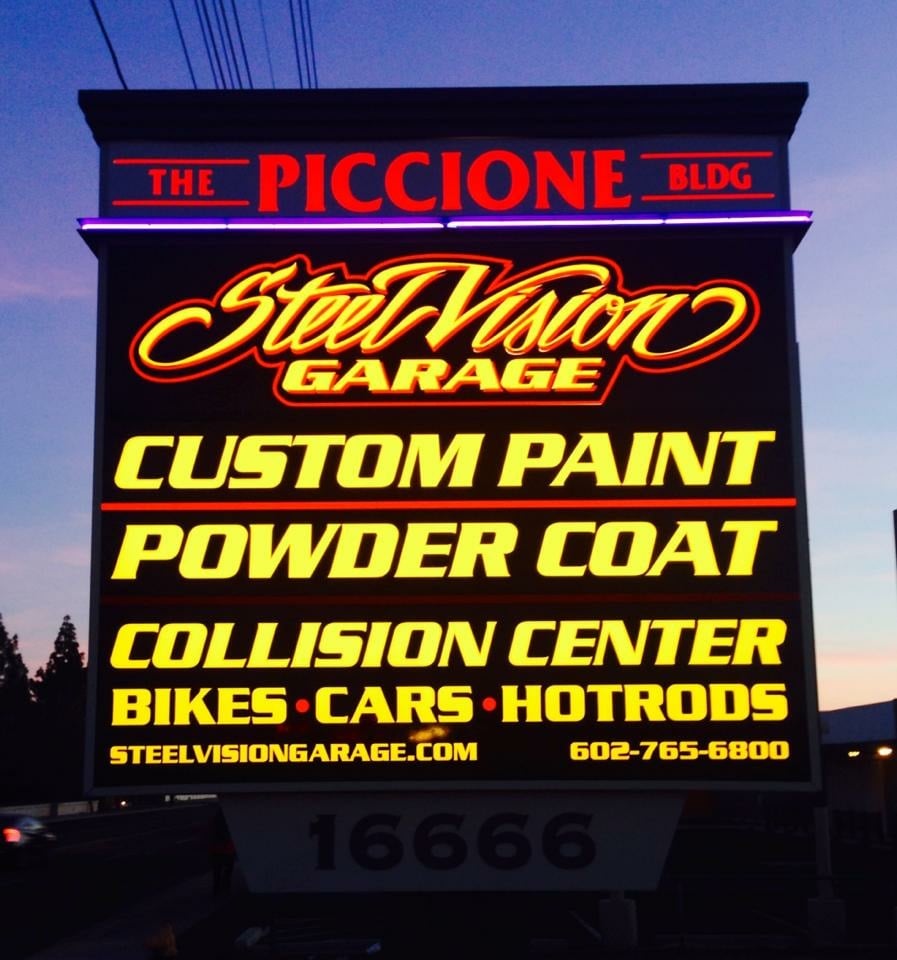 THE PICCIONE BLDG
Steel Vision
GARAGE
CUSTOM PAINT
POWDER COAT
COLLISION CENTER
BIKES • CARS • HOTRODS
STEELVISIONGARAGE.COM 602-765-6800
16666